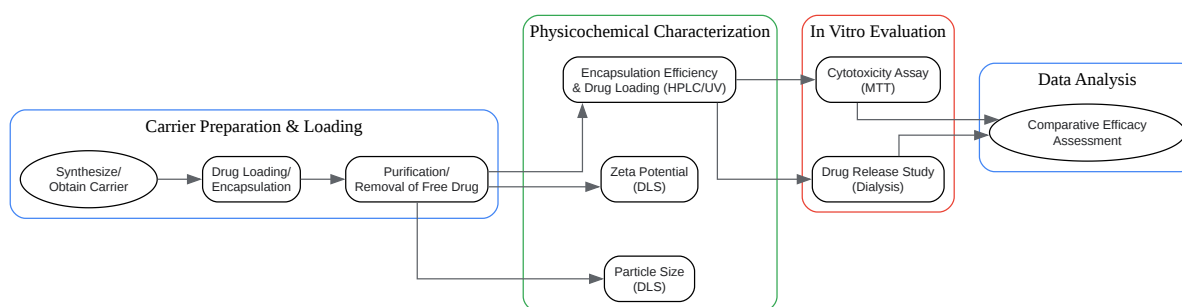 Carrier Preparation & Loading
Synthesize/
Obtain Carrier
Drug Loading/
Encapsulation
Purification/
Removal of Free Drug
Physicochemical Characterization
Encapsulation Efficiency
& Drug Loading (HPLC/UV)
Zeta Potential
(DLS)
Particle Size
(DLS)
In Vitro Evaluation
Cytotoxicity Assay
(MTT)
Drug Release Study
(Dialysis)
Data Analysis
Comparative Efficacy
Assessment